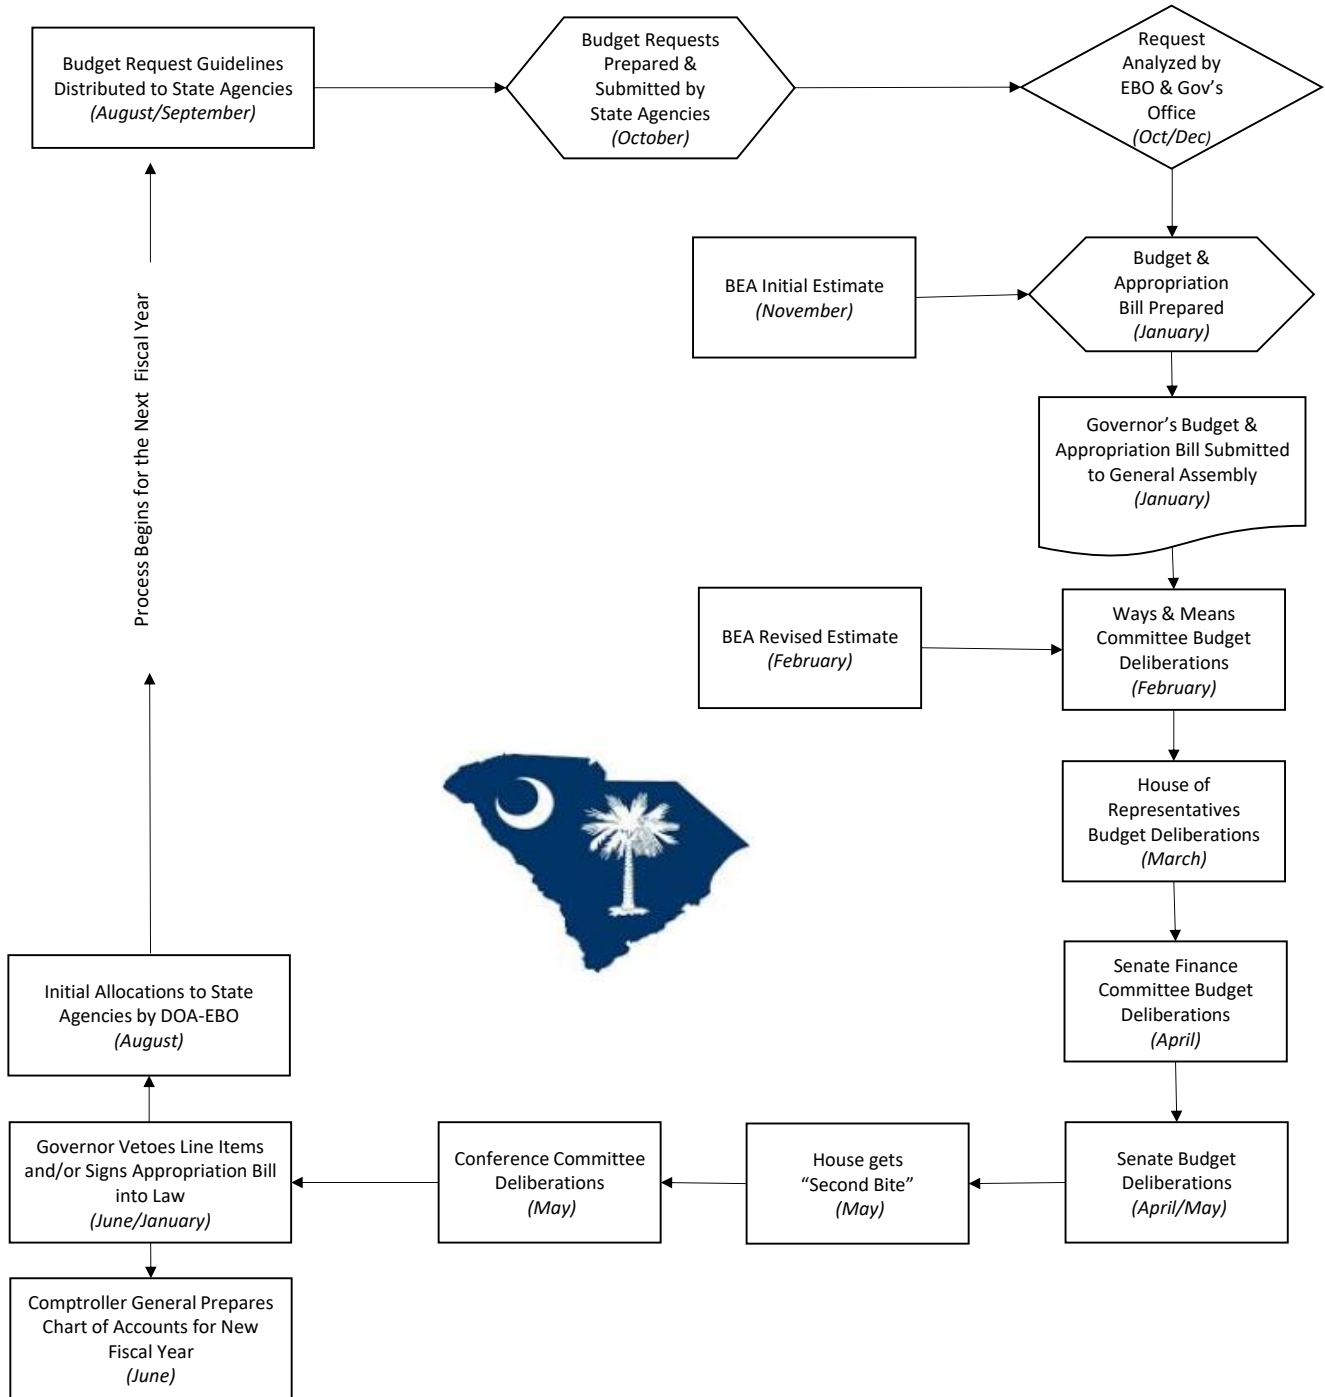 Budget Request Guidelines
Distributed to State Agencies
(August/September)
Budget Requests
Prepared &
Submitted by
State Agencies
(October)
Request
Analyzed by
EBO & Gov's
Office
(Oct/Dec)
BEA Initial Estimate
(November)
Budget &
Appropriation
Bill Prepared
(January)
Governor's Budget &
Appropriation Bill Submitted
to General Assembly
(January)
BEA Revised Estimate
(February)
Ways & Means
Committee Budget
Deliberations
(February)
House of
Representatives
Budget Deliberations
(March)
Senate Finance
Committee Budget
Deliberations
(April)
Senate Budget
Deliberations
(April/May)
House gets
“Second Bite”
(May)
Conference Committee
Deliberations
(May)
Governor Vetoes Line Items
and/or Signs Appropriation Bill
into Law
(June/January)
Comptroller General Prepares
Chart of Accounts for New
Fiscal Year
(June)
Initial Allocations to State
Agencies by DOA-EBO
(August)
Process Begins for the Next Fiscal Year